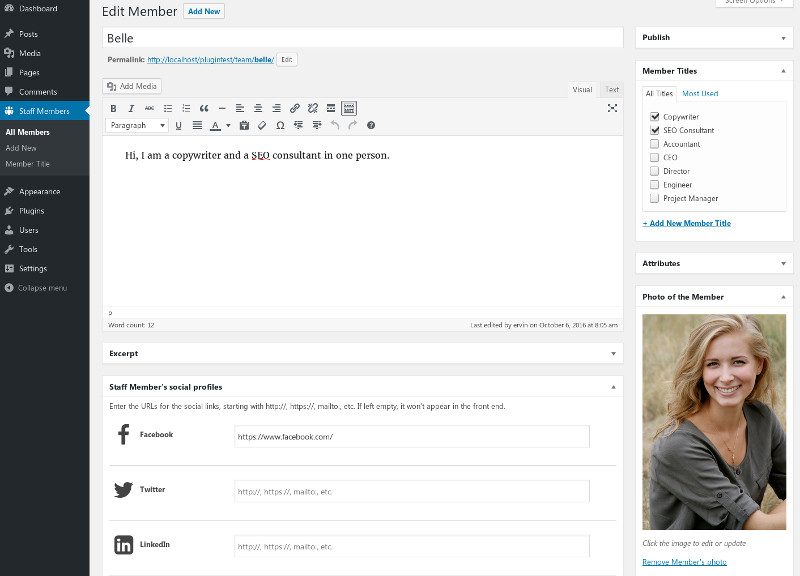 Dashboard
Posts
Media
Pages
Comments
Staff Members
All Members
Add New
Member Title
Appearance
Plugins
Users
Tools
Settings
Collapse menu
Screen Options
Edit Member Add New
Belle
Permalink: http://localhost/plugintest/team/belle/ Edit
Add Media
Visual Text
B I ABC
Paragraph U A
Hi, I am a copywriter and a SEO consultant in one person.
p
Word count: 12 Last edited by ervin on October 6, 2016 at 8:05 am
Excerpt
Staff Member's social profiles
Enter the URLs for the social links, starting with http://, https://, mailto:, etc. If left empty, it won't appear in the front end.
Facebook https://www.facebook.com/
Twitter http://, https://, mailto:, etc.
LinkedIn http://, https://, mailto:, etc.
Publish
Member Titles
All Titles Most Used
Copywriter
SEO Consultant
Accountant
CEO
Director
Engineer
Project Manager
+ Add New Member Title
Attributes
Photo of the Member
Click the image to edit or update
Remove Member's photo